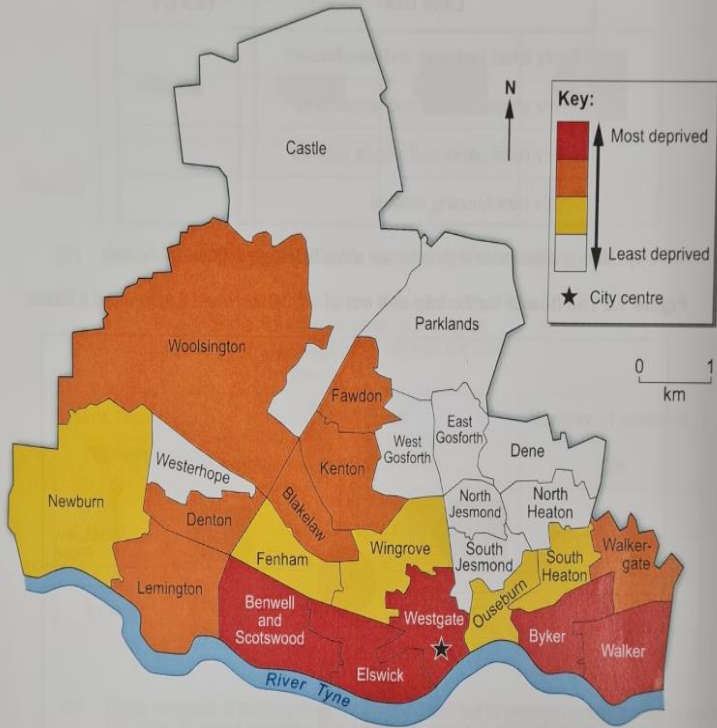 Castle
N
Key:
Most deprived
Least deprived
City centre
Parklands
Woolsington
0 1
km
Fawdon
West
Gosforth
East
Gosforth
Dene
Westerhope
Kenton
Newburn
Blakelaw
Denton
North
Jesmond
North
Heaton
Fenham
Wingrove
South
Jesmond
South
Heaton
Walker-
gate
Lemington
Benwell
and
Scotswood
Westgate
Ouseburn
Byker
Walker
Elswick
River Tyne